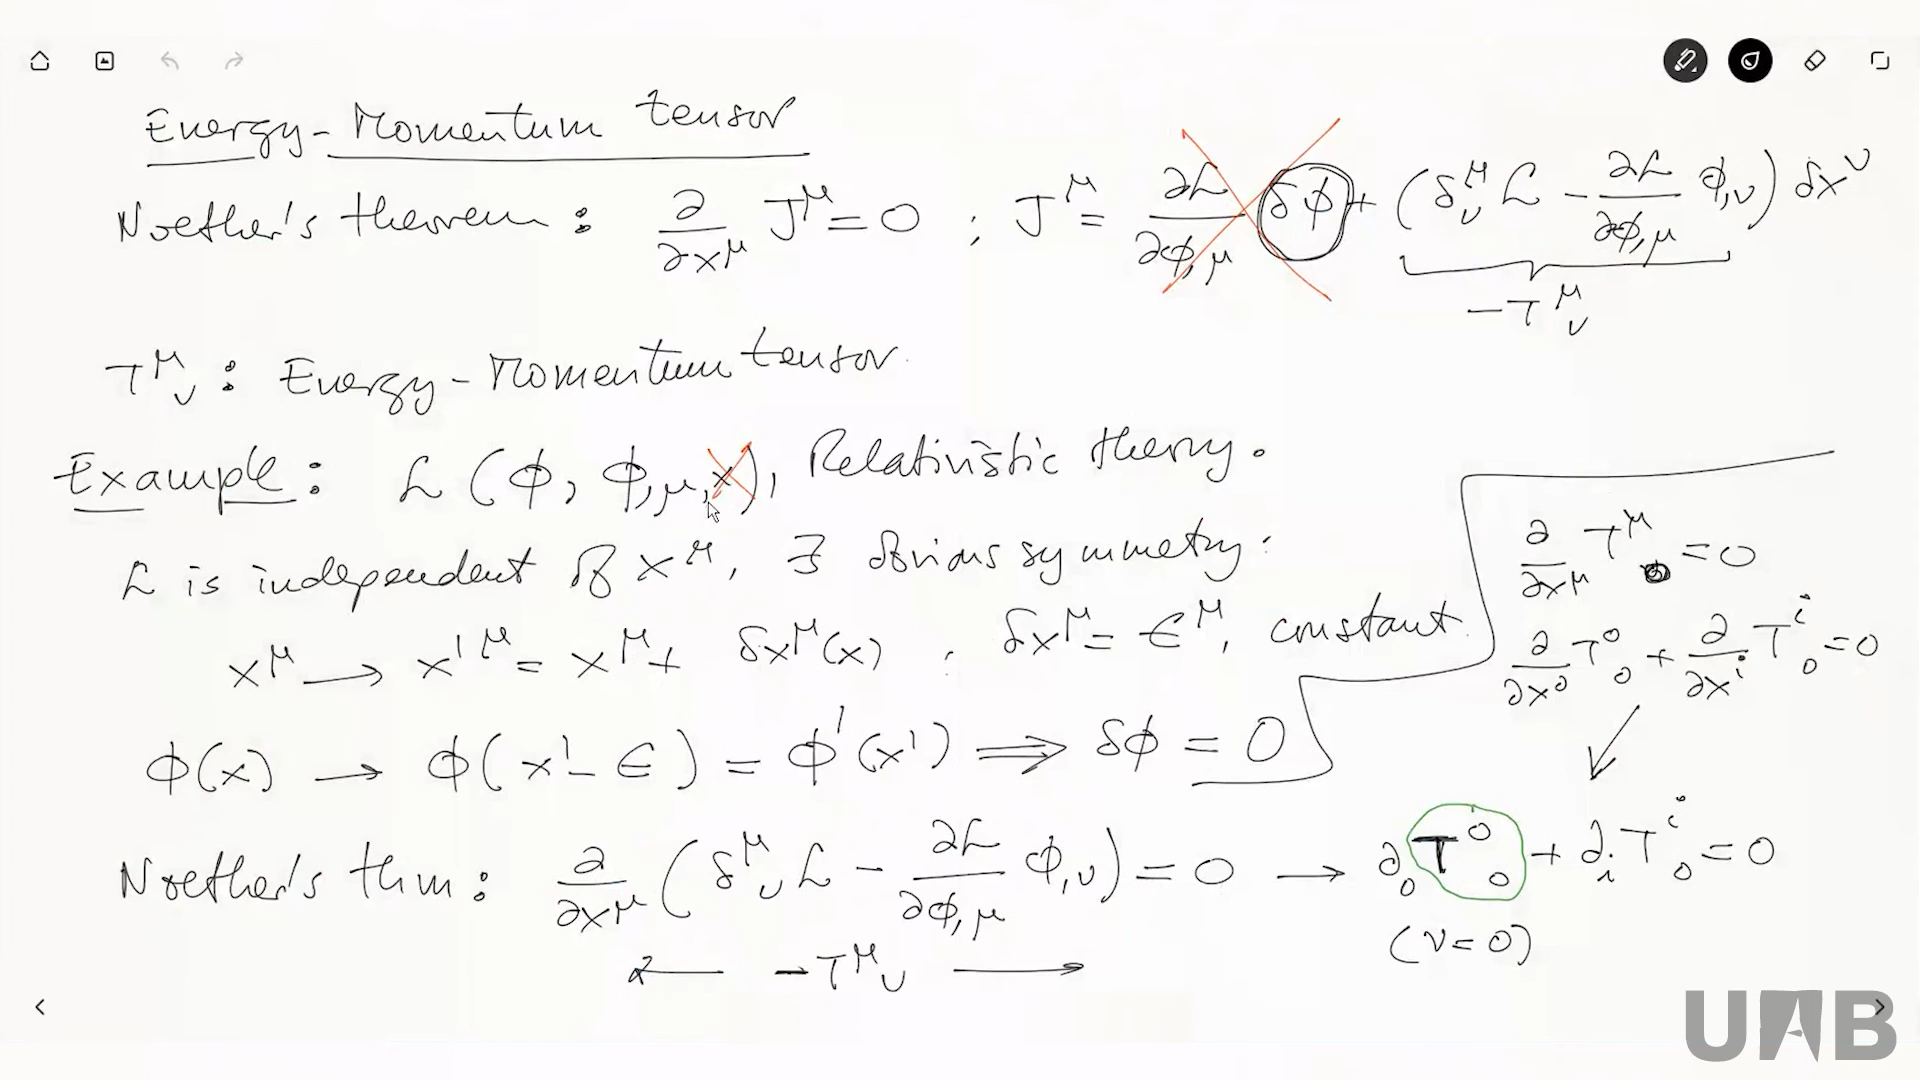 Energy-Momentum tensor
Noether's theorem: ∂/∂x^μ J^μ = 0 ; J^μ = ∂ℒ/∂ϕ,μ δϕ + (δ^μ_ν ℒ - ∂ℒ/∂ϕ,μ ϕ,ν) δx^ν
-T^μ_ν
T^μ_ν : Energy-Momentum tensor.
Example: ℒ(ϕ, ϕ,μ, x), Relativistic theory.
ℒ is independent of x^μ, ∃ obvious symmetry:
x^μ → x'^μ = x^μ + δx^μ(x) . δx^μ = ϵ^μ, constant.
ϕ(x) → ϕ(x'-ϵ) = ϕ'(x') ⟹ δϕ = 0
∂/∂x^μ T^μ_0 = 0
∂/∂x^0 T^0_0 + ∂/∂x^i T^i_0 = 0
Noether's thm: ∂/∂x^μ (δ^μ_ν ℒ - ∂ℒ/∂ϕ,μ ϕ,ν) = 0 → ∂_0 T^0_0 + ∂_i T^i_0 = 0
(ν=0)
← -T^μ_ν →
UAB